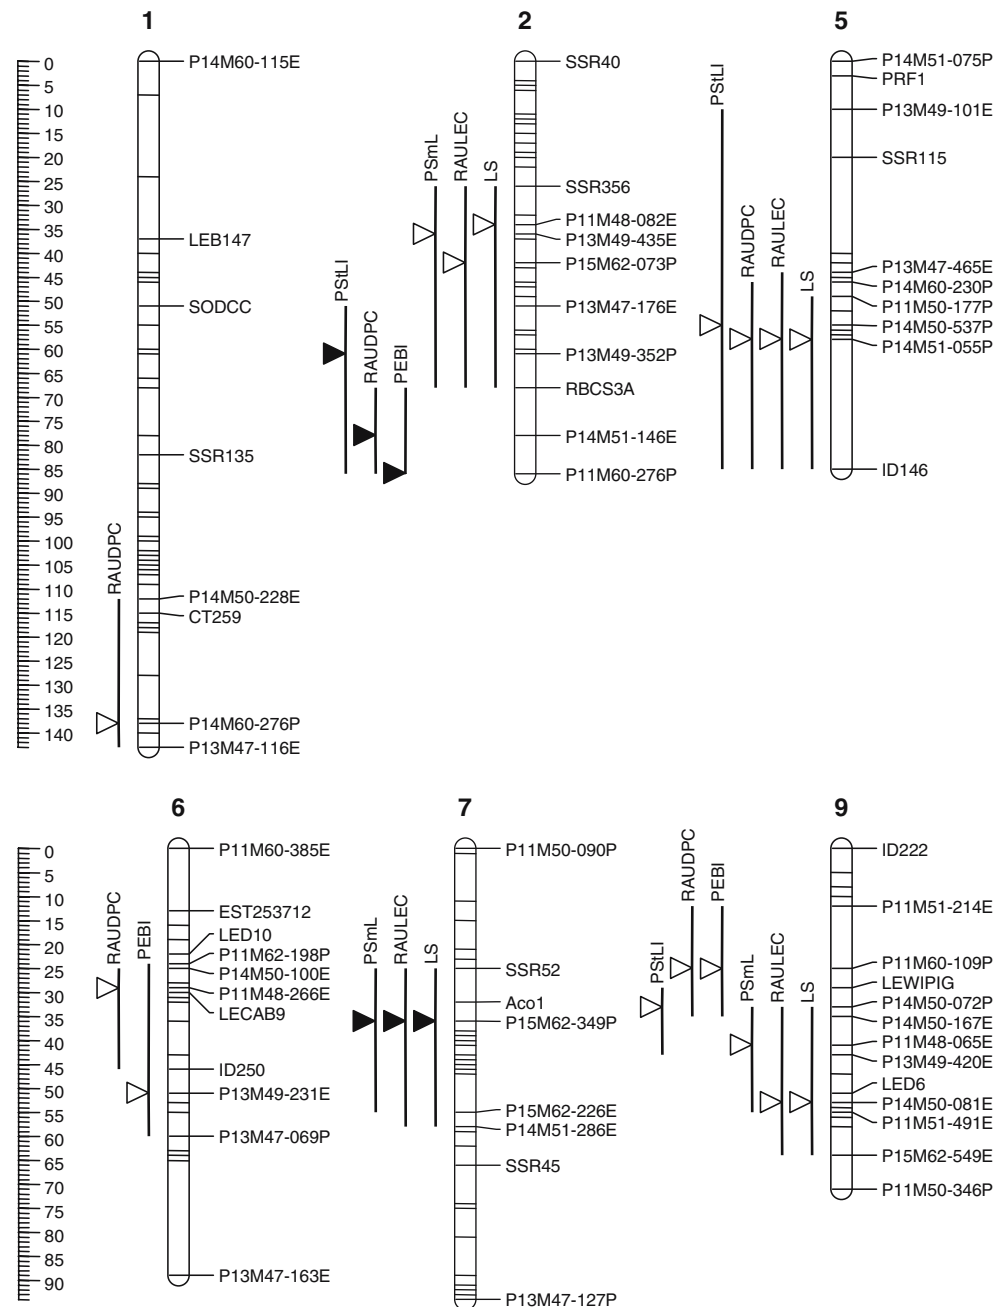 1
2
5
0
5
10
15
20
25
30
35
40
45
50
55
60
65
70
75
80
85
90
95
100
105
110
115
120
125
130
135
140
RAUDPC
P14M60-115E
LEB147
SODCC
SSR135
P14M50-228E
CT259
P14M60-276P
P13M47-116E
PStLI
RAUDPC
PEBI
PSmL
RAULEC
LS
SSR40
SSR356
P11M48-082E
P13M49-435E
P15M62-073P
P13M47-176E
P13M49-352P
RBCS3A
P14M51-146E
P11M60-276P
PStLI
RAUDPC
RAULEC
LS
P14M51-075P
PRF1
P13M49-101E
SSR115
P13M47-465E
P14M60-230P
P11M50-177P
P14M50-537P
P14M51-055P
ID146
6
7
9
0
5
10
15
20
25
30
35
40
45
50
55
60
65
70
75
80
85
90
RAUDPC
PEBI
P11M60-385E
EST253712
LED10
P11M62-198P
P14M50-100E
P11M48-266E
LECAB9
ID250
P13M49-231E
P13M47-069P
P13M47-163E
PSmL
RAULEC
LS
P11M50-090P
SSR52
Aco1
P15M62-349P
P15M62-226E
P14M51-286E
SSR45
P13M47-127P
PStLI
RAUDPC
PEBI
PSmL
RAULEC
LS
ID222
P11M51-214E
P11M60-109P
LEWIPIG
P14M50-072P
P14M50-167E
P11M48-065E
P13M49-420E
LED6
P14M50-081E
P11M51-491E
P15M62-549E
P11M50-346P